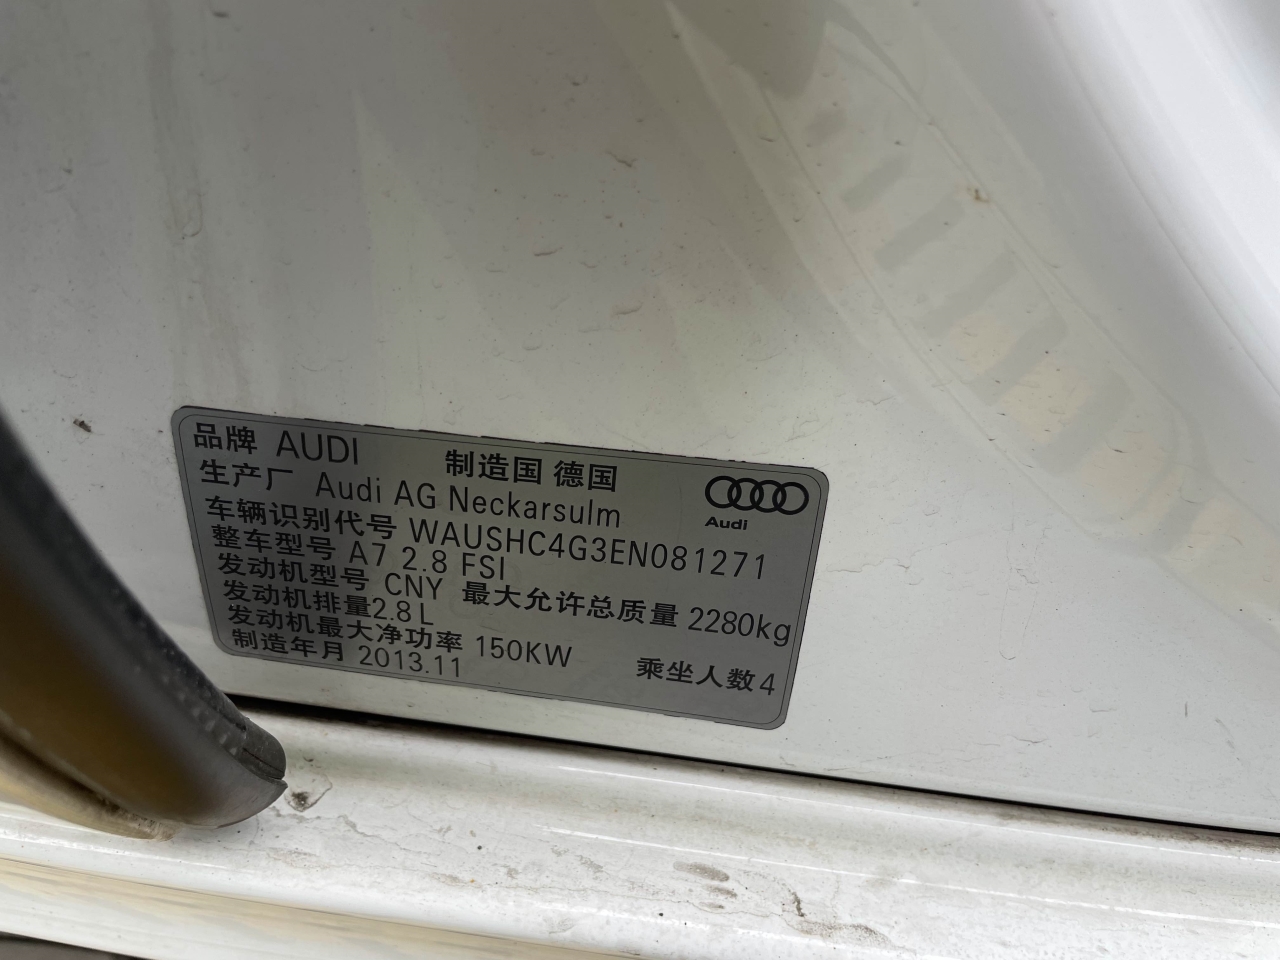 品牌 AUDI 制造国 德国
生产厂 Audi AG Neckarsulm
Audi
车辆识别代号 WAUSHC4G3EN081271
整车型号 A7 2.8 FSI
发动机型号 CNY 最大允许总质量 2280kg
发动机排量2.8L
发动机最大净功率 150KW 乘坐人数4
制造年月 2013.11